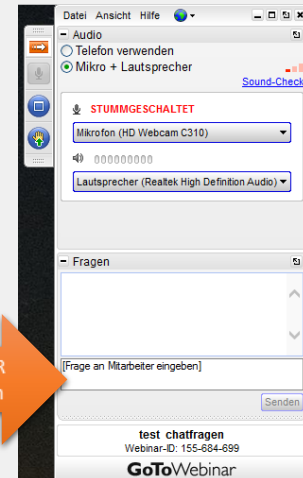 Datei Ansicht Hilfe
Audio
Telefon verwenden
Mikro + Lautsprecher
Sound-Check
STUMMGESCHALTET
Mikrofon (HD Webcam C310)
000000000
Lautsprecher (Realtek High Definition Audio)
Fragen
[Frage an Mitarbeiter eingeben]
Senden
test chatfragen
Webinar-ID: 155-684-699
GoToWebinar